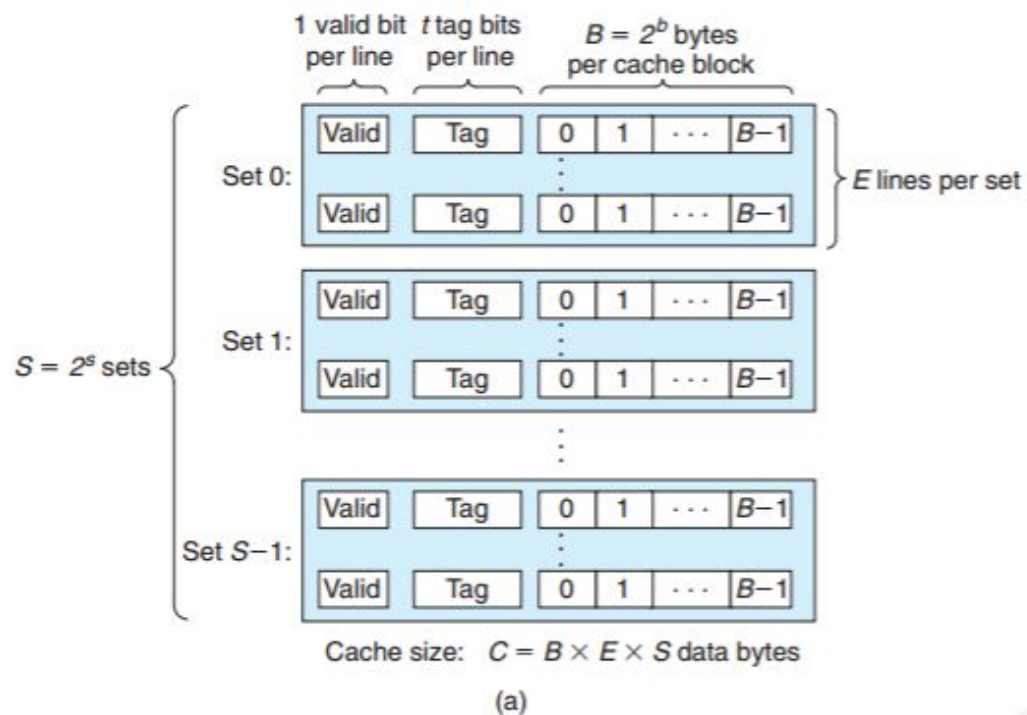 1 valid bit per line
t tag bits per line
B = 2^b bytes per cache block
Valid Tag 0 1 · · · B−1
Set 0:
E lines per set
Valid Tag 0 1 · · · B−1
Valid Tag 0 1 · · · B−1
Set 1:
Valid Tag 0 1 · · · B−1
S = 2^s sets
Valid Tag 0 1 · · · B−1
Set S−1:
Valid Tag 0 1 · · · B−1
Cache size: C = B × E × S data bytes
(a)